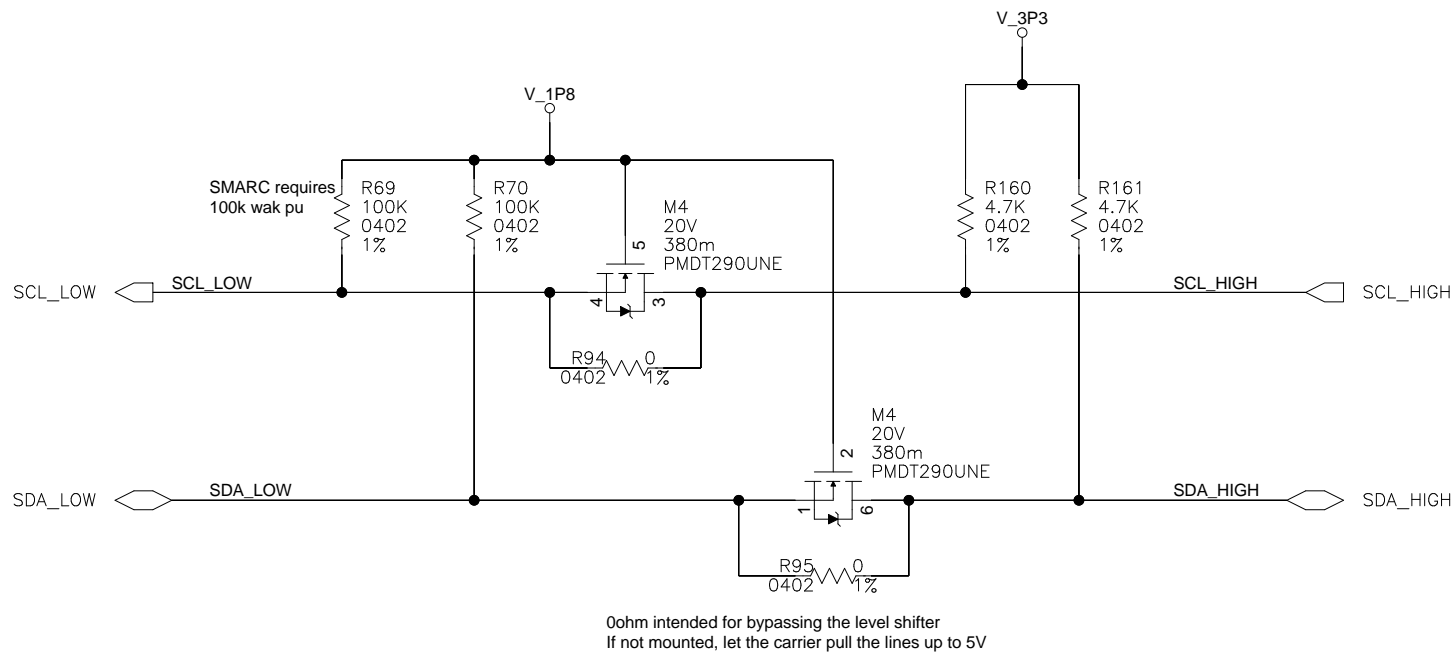 V_3P3
V_1P8
SMARC requires
100k wak pu
R69
100K
0402
1%
R70
100K
0402
1%
M4
20V
380m
PMDT290UNE
5
4
3
R160
4.7K
0402
1%
R161
4.7K
0402
1%
SCL_LOW
SCL_LOW
SCL_HIGH
SCL_HIGH
R94
0402
0
1%
M4
20V
380m
PMDT290UNE
2
1
6
SDA_LOW
SDA_LOW
SDA_HIGH
SDA_HIGH
R95
0402
0
1%
0ohm intended for bypassing the level shifter
If not mounted, let the carrier pull the lines up to 5V